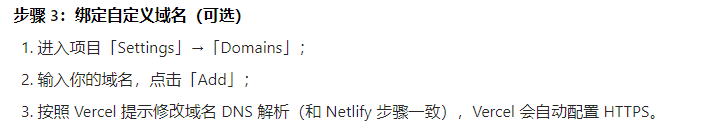 步骤 3：绑定自定义域名（可选）
1. 进入项目「Settings」→「Domains」；
2. 输入你的域名，点击「Add」；
3. 按照 Vercel 提示修改域名 DNS 解析（和 Netlify 步骤一致），Vercel 会自动配置 HTTPS。